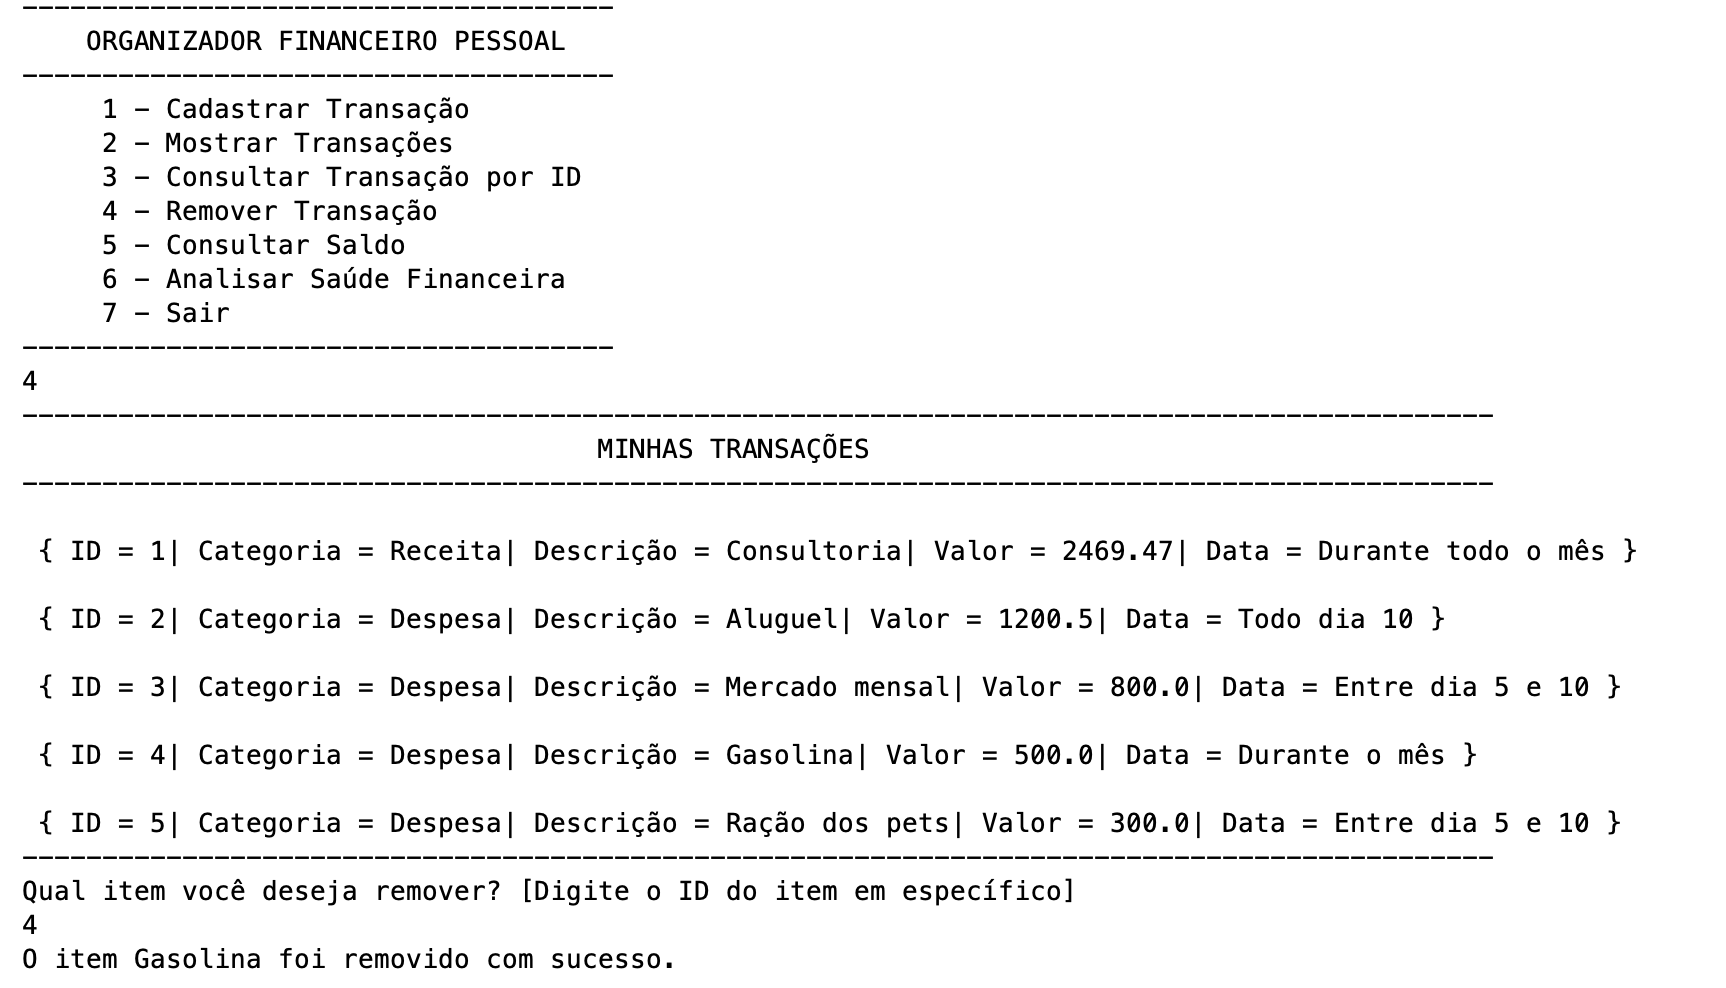 -------------------------------------
ORGANIZADOR FINANCEIRO PESSOAL
-------------------------------------
1 - Cadastrar Transação
2 - Mostrar Transações
3 - Consultar Transação por ID
4 - Remover Transação
5 - Consultar Saldo
6 - Analisar Saúde Financeira
7 - Sair
-------------------------------------
4
--------------------------------------------------------------------------------------------
MINHAS TRANSAÇÕES
--------------------------------------------------------------------------------------------
{ ID = 1| Categoria = Receita| Descrição = Consultoria| Valor = 2469.47| Data = Durante todo o mês }
{ ID = 2| Categoria = Despesa| Descrição = Aluguel| Valor = 1200.5| Data = Todo dia 10 }
{ ID = 3| Categoria = Despesa| Descrição = Mercado mensal| Valor = 800.0| Data = Entre dia 5 e 10 }
{ ID = 4| Categoria = Despesa| Descrição = Gasolina| Valor = 500.0| Data = Durante o mês }
{ ID = 5| Categoria = Despesa| Descrição = Ração dos pets| Valor = 300.0| Data = Entre dia 5 e 10 }
--------------------------------------------------------------------------------------------
Qual item você deseja remover? [Digite o ID do item em específico]
4
O item Gasolina foi removido com sucesso.